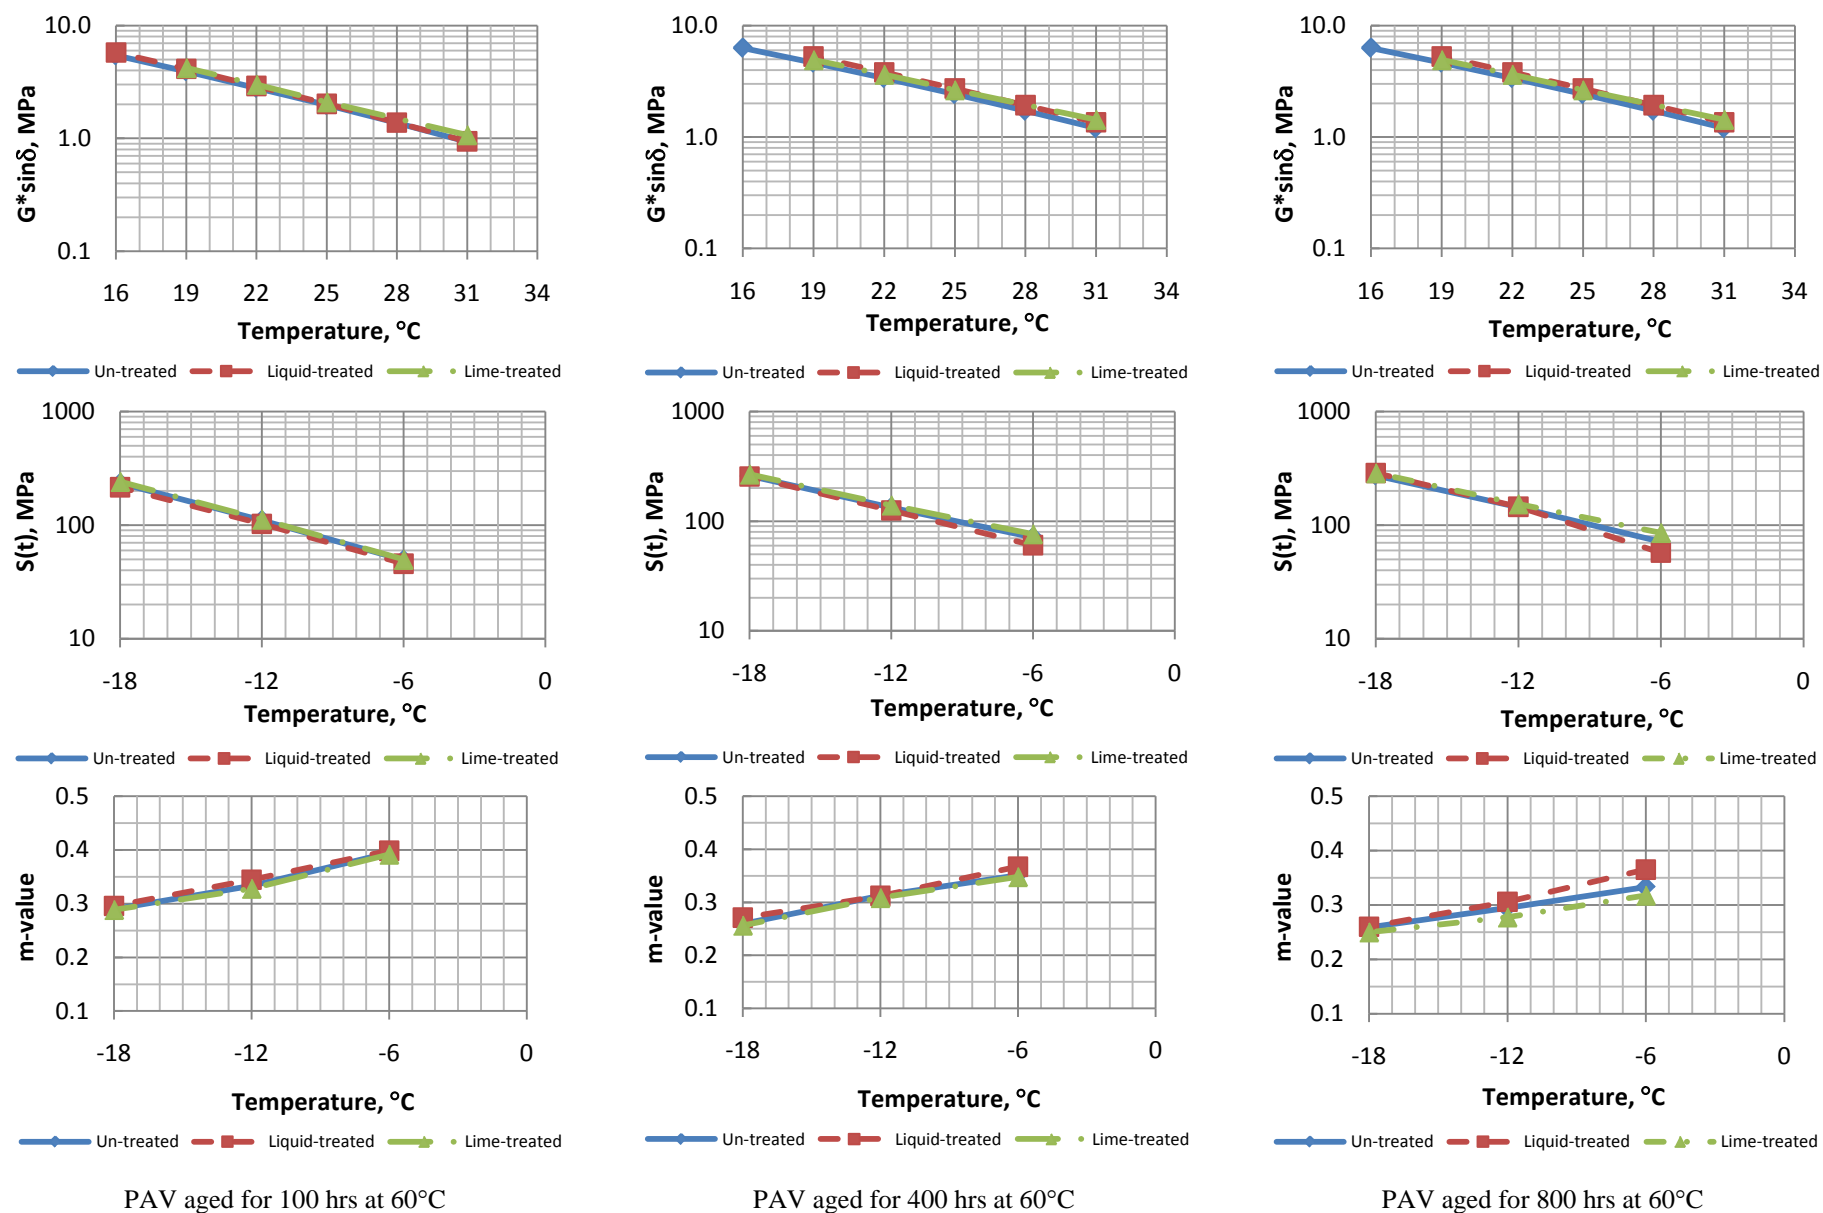 10.0
1.0
0.1
G*sinδ, MPa
16 19 22 25 28 31 34
Temperature, °C
Un-treated Liquid-treated Lime-treated
10.0
1.0
0.1
G*sinδ, MPa
16 19 22 25 28 31 34
Temperature, °C
Un-treated Liquid-treated Lime-treated
10.0
1.0
0.1
G*sinδ, MPa
16 19 22 25 28 31 34
Temperature, °C
Un-treated Liquid-treated Lime-treated
1000
100
10
S(t), MPa
-18 -12 -6 0
Temperature, °C
Un-treated Liquid-treated Lime-treated
1000
100
10
S(t), MPa
-18 -12 -6 0
Temperature, °C
Un-treated Liquid-treated Lime-treated
1000
100
10
S(t), MPa
-18 -12 -6 0
Temperature, °C
Un-treated Liquid-treated Lime-treated
0.5
0.4
0.3
0.2
0.1
m-value
-18 -12 -6 0
Temperature, °C
Un-treated Liquid-treated Lime-treated
0.5
0.4
0.3
0.2
0.1
m-value
-18 -12 -6 0
Temperature, °C
Un-treated Liquid-treated Lime-treated
0.5
0.4
0.3
0.2
0.1
m-value
-18 -12 -6 0
Temperature, °C
Un-treated Liquid-treated Lime-treated
PAV aged for 100 hrs at 60°C
PAV aged for 400 hrs at 60°C
PAV aged for 800 hrs at 60°C